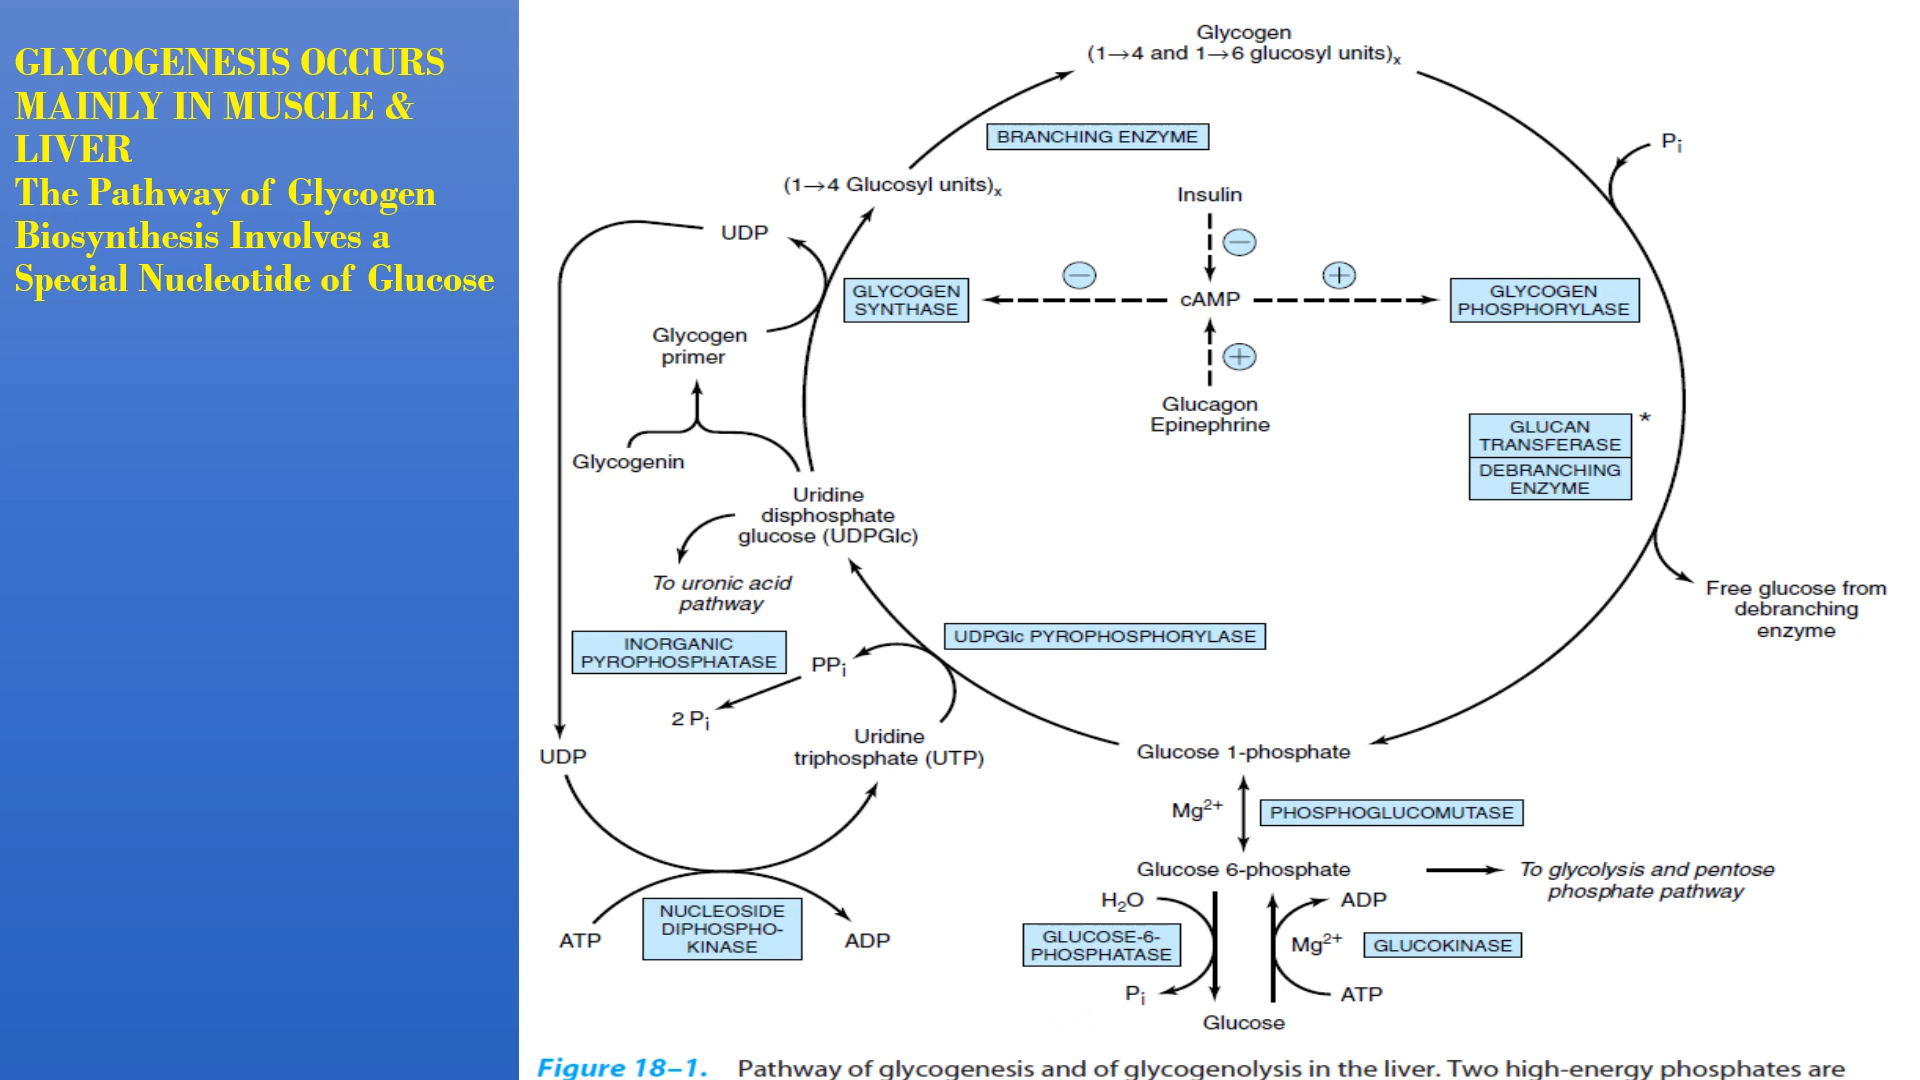 GLYCOGENESIS OCCURS
MAINLY IN MUSCLE &
LIVER
The Pathway of Glycogen
Biosynthesis Involves a
Special Nucleotide of Glucose
Glycogen
(1→4 and 1→6 glucosyl units)x
BRANCHING ENZYME
Pi
(1→4 Glucosyl units)x
Insulin
UDP
−
−
+
GLYCOGEN
SYNTHASE
cAMP
GLYCOGEN
PHOSPHORYLASE
Glycogen
primer
+
Glucagon
Epinephrine
GLUCAN
TRANSFERASE
*
DEBRANCHING
ENZYME
Glycogenin
Uridine
disphosphate
glucose (UDPGlc)
To uronic acid
pathway
Free glucose from
debranching
enzyme
UDPGlc PYROPHOSPHORYLASE
INORGANIC
PYROPHOSPHATASE
PPi
2 Pi
Uridine
triphosphate (UTP)
UDP
Glucose 1-phosphate
Mg2+
PHOSPHOGLUCOMUTASE
Glucose 6-phosphate
To glycolysis and pentose
phosphate pathway
H2O
ADP
NUCLEOSIDE
DIPHOSPHO-
KINASE
ATP
ADP
GLUCOSE-6-
PHOSPHATASE
Mg2+
GLUCOKINASE
Pi
ATP
Glucose
Figure 18–1. Pathway of glycogenesis and of glycogenolysis in the liver. Two high-energy phosphates are